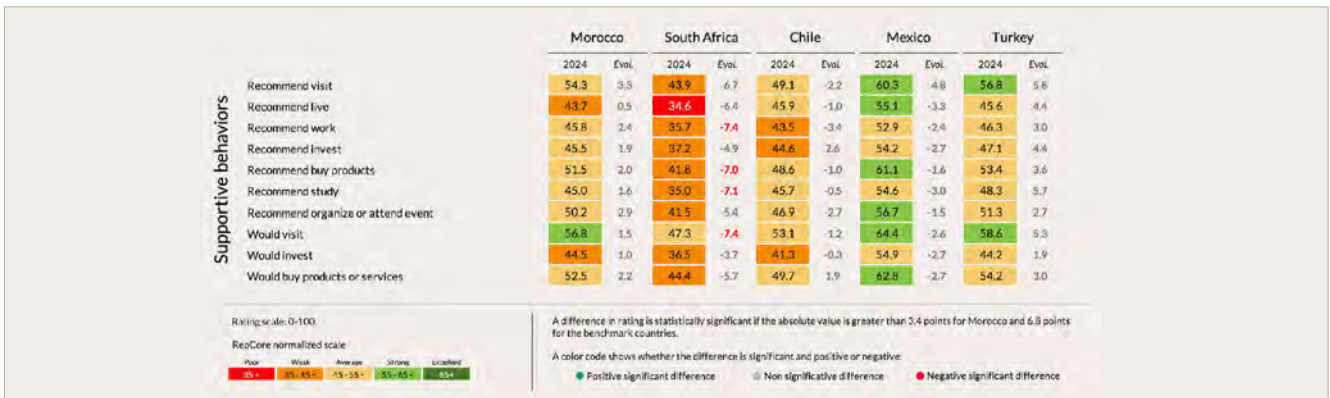 Morocco South Africa Chile Mexico Turkey
2024 Evol. 2024 Evol. 2024 Evol. 2024 Evol. 2024 Evol.
Supportive behaviors
Recommend visit 54.3 3.3 43.9 -6.7 49.1 -2.2 60.3 -4.8 56.8 5.6
Recommend live 43.7 0.5 34.6 -6.4 45.9 -1.0 55.1 -3.3 45.6 4.4
Recommend work 45.8 2.4 35.7 -7.4 43.5 -3.4 52.9 -2.4 46.3 3.0
Recommend invest 45.5 1.9 37.2 -4.9 44.6 2.6 54.2 -2.7 47.1 4.4
Recommend buy products 51.5 2.0 41.8 -7.0 48.6 -1.0 61.1 -1.6 53.4 3.6
Recommend study 45.0 1.6 35.0 -7.1 45.7 -0.5 54.6 -3.0 48.3 5.7
Recommend organize or attend event 50.2 2.9 41.5 -5.4 46.9 -2.7 56.7 -1.5 51.3 2.7
Would visit 56.8 1.5 47.3 -7.4 53.1 -1.2 64.4 -2.6 58.6 5.3
Would invest 44.5 1.0 36.5 -3.7 41.3 -0.3 54.9 -2.7 44.2 1.9
Would buy products or services 52.5 2.2 44.4 -5.7 49.7 1.9 62.8 -2.7 54.2 3.0
Rating scale: 0-100.
RepCore normalized scale
Poor Weak Average Strong Excellent
35 - 45 < 45 - 55 < 55 - 65 < 65+
A difference in rating is statistically significant if the absolute value is greater than 3.4 points for Morocco and 6.8 points
for the benchmark countries.
A color code shows whether the difference is significant and positive or negative:
Positive significant difference Non significative difference Negative significant difference